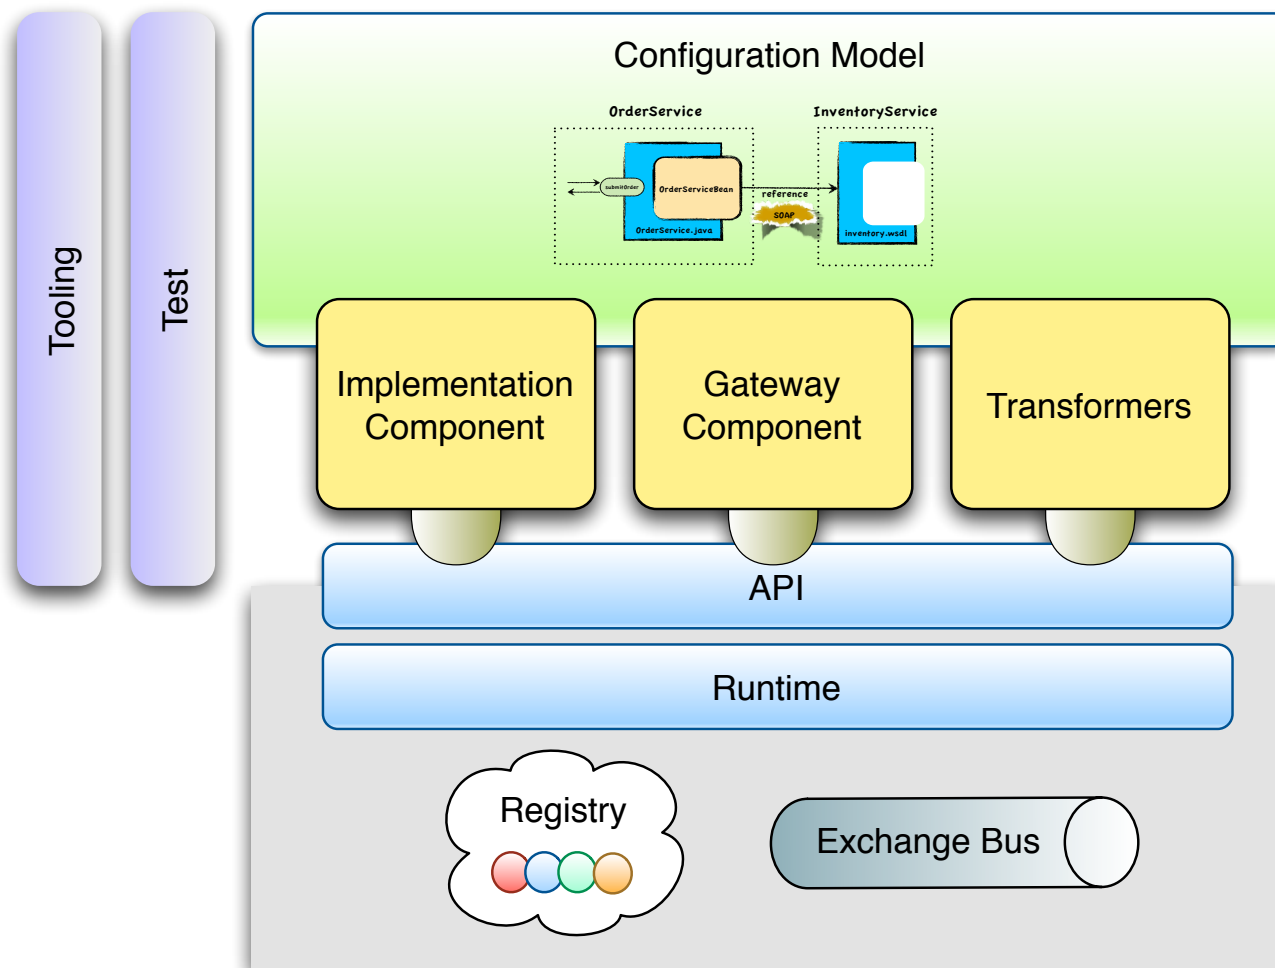 Tooling
Test
Configuration Model
OrderService
InventoryService
submitOrder
OrderServiceBean
reference
SOAP
OrderService.java
inventory.wsdl
Implementation
Component
Gateway
Component
Transformers
API
Runtime
Registry
Exchange Bus